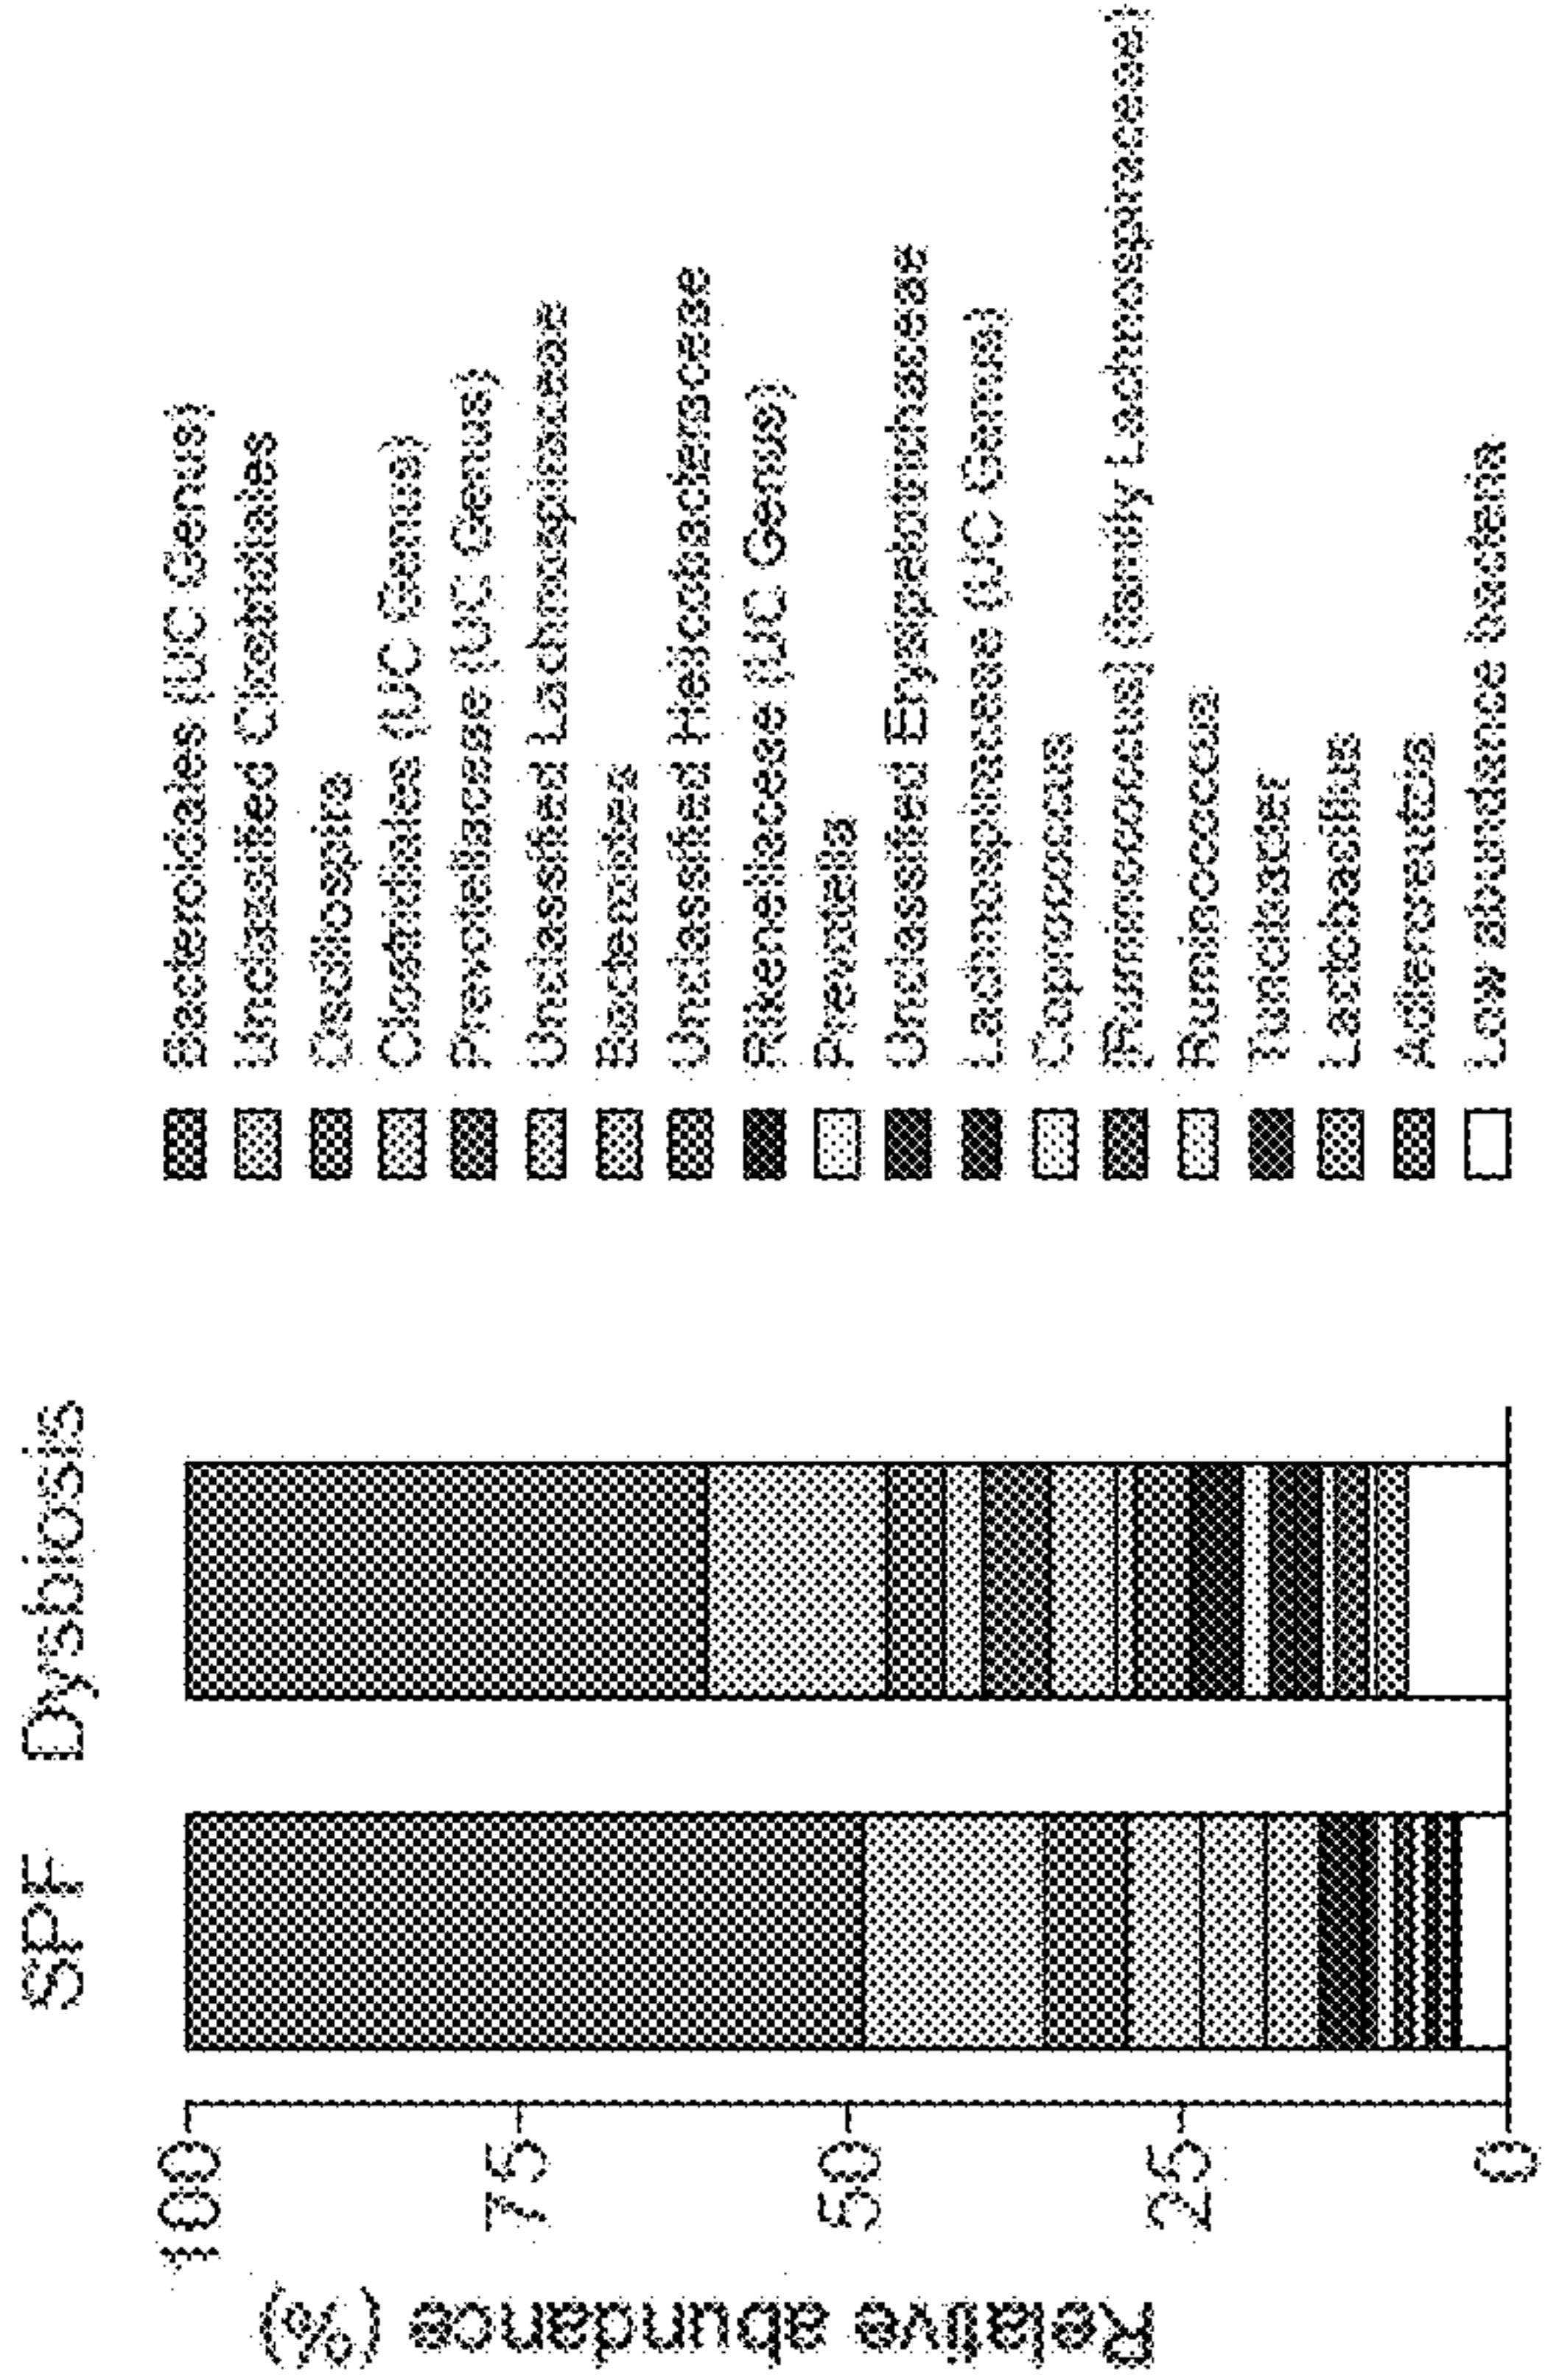 SPF Dysbiosis
Relative abundance (%)
100
75
50
25
0
Bacteroidales (UC Genus)
Unclassified Clostridiales
Oscillospira
Clostridiales (UC Genus)
Prevotellaceae (UC Genus)
Unclassified Lachnospiraceae
Bacteroides
Unclassified Helicobacteraceae
Rikenellaceae (UC Genus)
Prevotella
Unclassified Erysipelotrichaceae
Lachnospiraceae (UC Genus)
Coprococcus
[Ruminococcus] (family Lachnospiraceae)
Ruminococcus
Turicibacter
Lactobacillus
Adlercreutzia
Low abundance bacteria